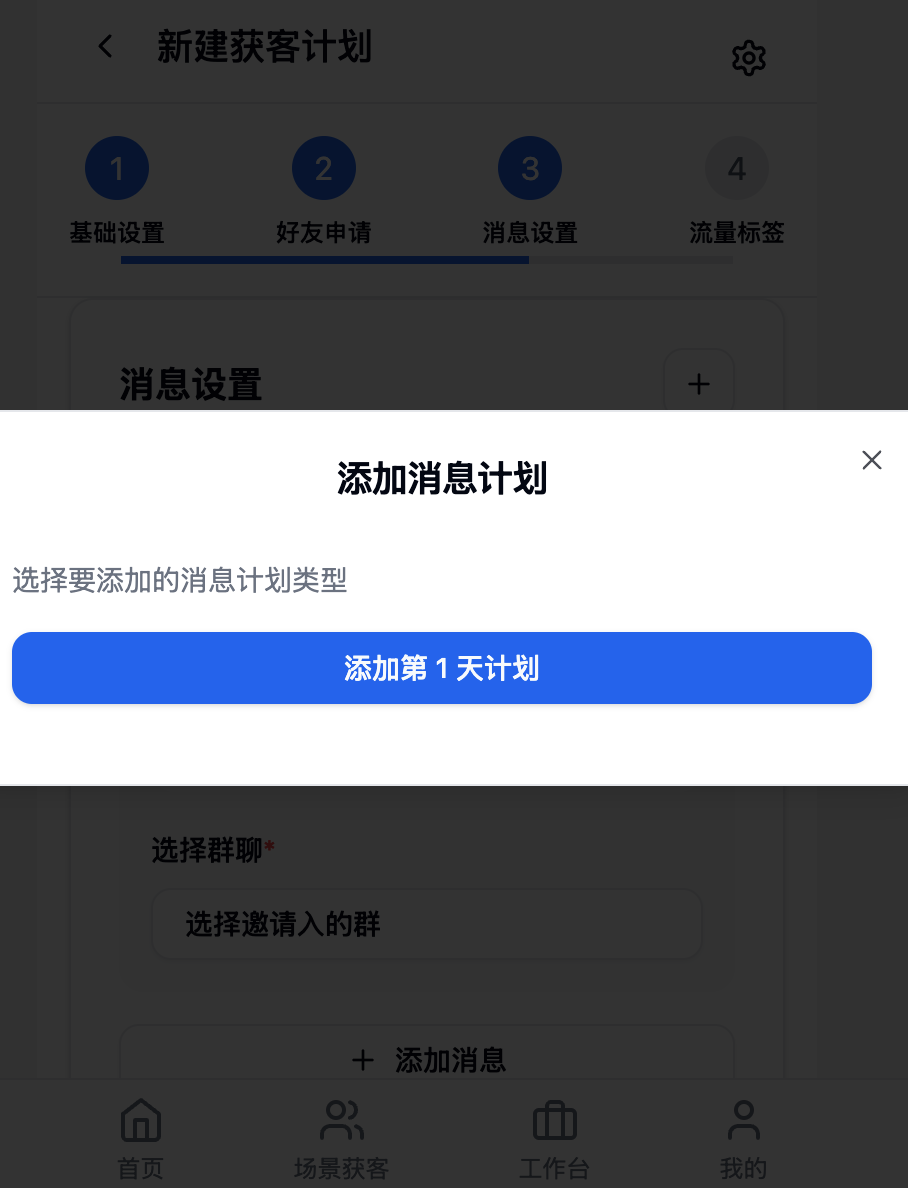 新建获客计划
1 2 3 4
基础设置 好友申请 消息设置 流量标签
消息设置
添加消息计划
选择要添加的消息计划类型
添加第 1 天计划
选择群聊*
选择邀请入的群
添加消息
首页 场景获客 工作台 我的